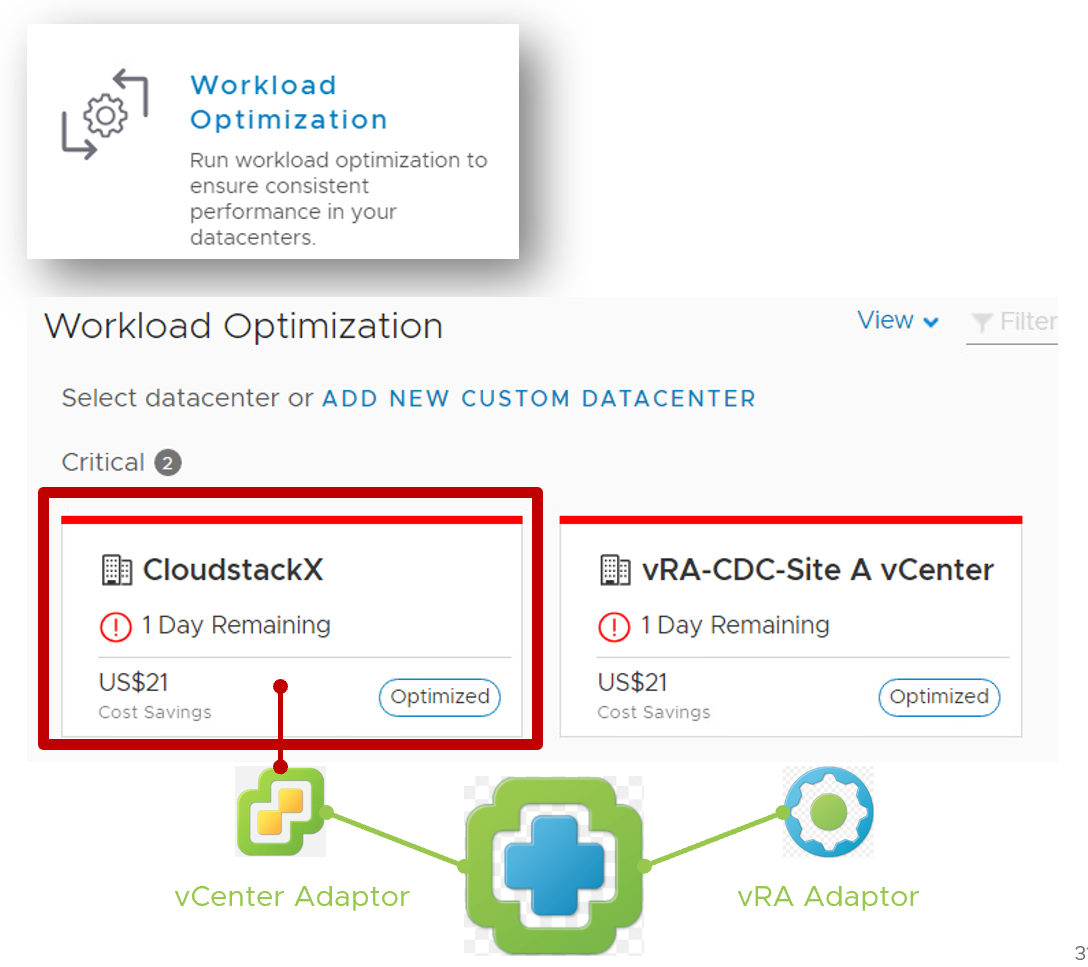 Workload
Optimization
Run workload optimization to
ensure consistent
performance in your
datacenters.
Workload Optimization
View
Filter
Select datacenter or ADD NEW CUSTOM DATACENTER
Critical 2
CloudstackX
1 Day Remaining
US$21
Cost Savings
Optimized
vRA-CDC-Site A vCenter
1 Day Remaining
US$21
Cost Savings
Optimized
vCenter Adaptor
vRA Adaptor